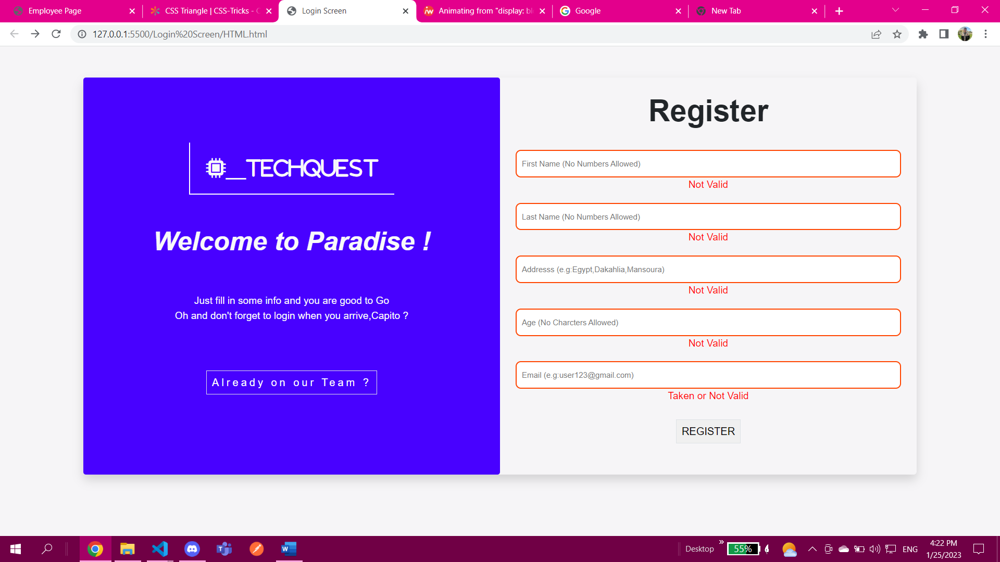 Employee Page
CSS Triangle | CSS-Tricks - C
Login Screen
Animating from "display: bl
Google
New Tab
127.0.0.1:5500/Login%20Screen/HTML.html
__TECHQUEST
Welcome to Paradise !
Just fill in some info and you are good to Go
Oh and don't forget to login when you arrive,Capito ?
Already on our Team ?
Register
First Name (No Numbers Allowed)
Not Valid
Last Name (No Numbers Allowed)
Not Valid
Addresss (e.g:Egypt,Dakahlia,Mansoura)
Not Valid
Age (No Charcters Allowed)
Not Valid
Email (e.g:user123@gmail.com)
Taken or Not Valid
REGISTER
Desktop
55%
ENG
4:22 PM
1/25/2023